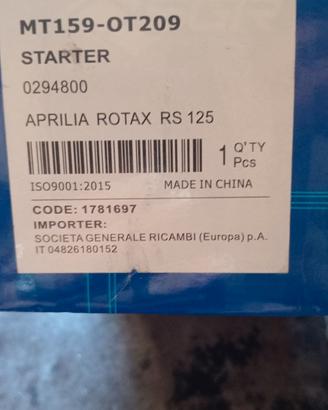 MT159-OT209
STARTER
0294800
APRILIA ROTAX RS 125
1 Q'TY Pcs
ISO9001:2015 MADE IN CHINA
CODE: 1781697
IMPORTER:
SOCIETA GENERALE RICAMBI (Europa) p.A.
IT 04826180152